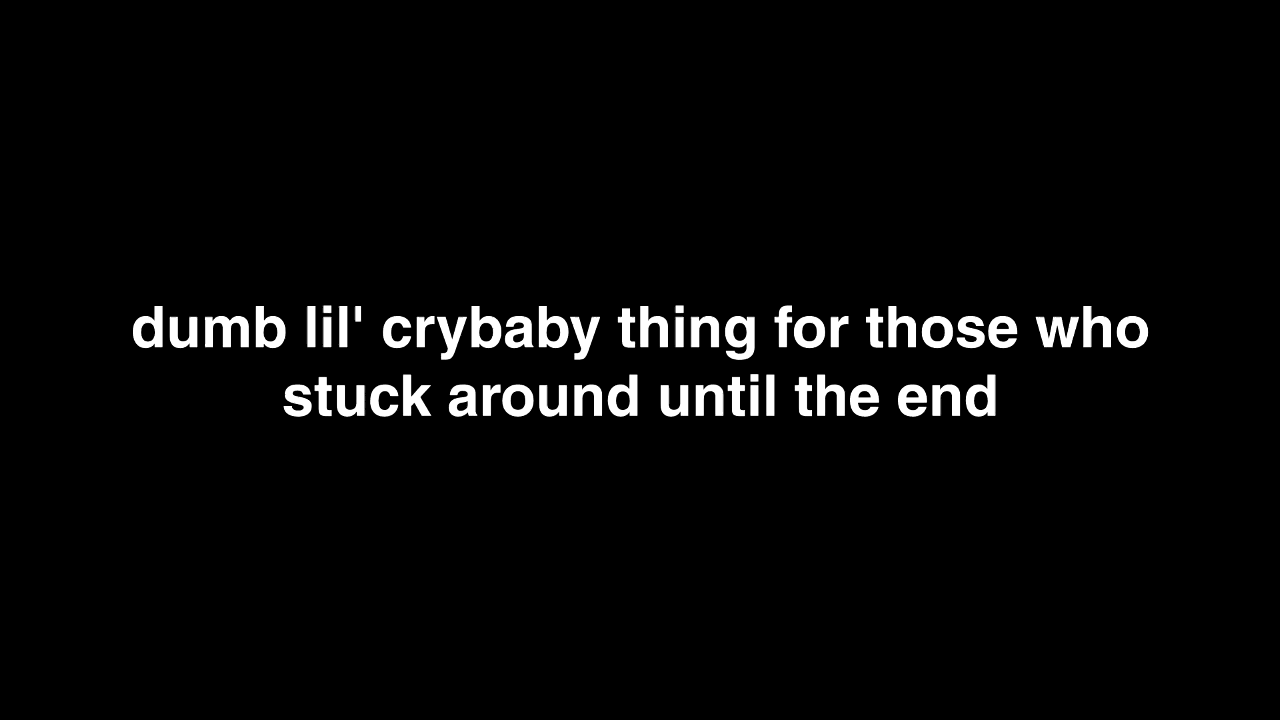 dumb lil' crybaby thing for those who
stuck around until the end